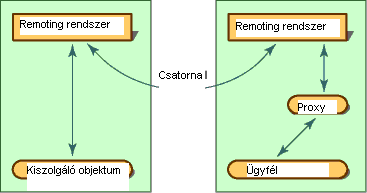 Remoting rendszer
Remoting rendszer
Csatorna l
Proxy
Kiszolgáló objektum
Ügyfél